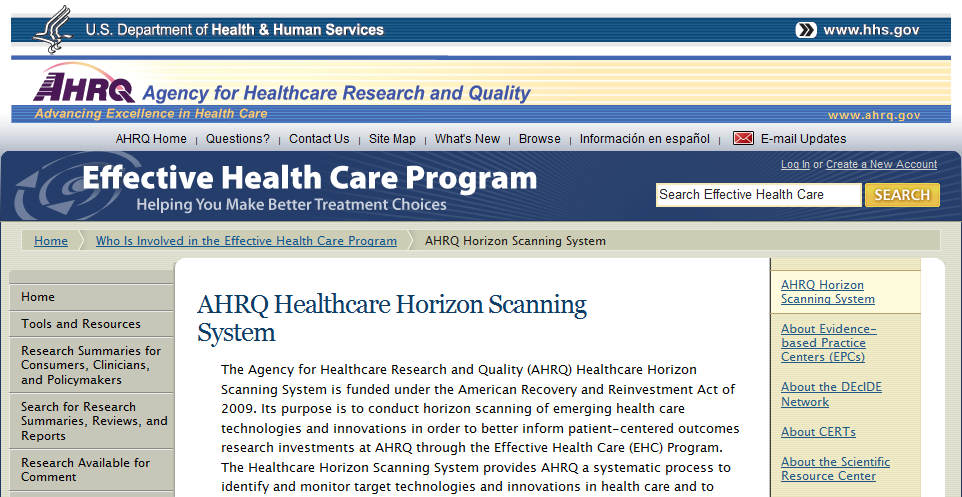 U.S. Department of Health & Human Services
www.hhs.gov
AHRQ Agency for Healthcare Research and Quality
Advancing Excellence in Health Care
www.ahrq.gov
AHRQ Home | Questions? | Contact Us | Site Map | What's New | Browse | Información en español | E-mail Updates
Log In or Create a New Account
Effective Health Care Program
Helping You Make Better Treatment Choices
Search Effective Health Care SEARCH
Home Who Is Involved in the Effective Health Care Program AHRQ Horizon Scanning System
Home
Tools and Resources
Research Summaries for
Consumers, Clinicians,
and Policymakers
Search for Research
Summaries, Reviews, and
Reports
Research Available for
Comment
AHRQ Healthcare Horizon Scanning
System
The Agency for Healthcare Research and Quality (AHRQ) Healthcare Horizon
Scanning System is funded under the American Recovery and Reinvestment Act of
2009. Its purpose is to conduct horizon scanning of emerging health care
technologies and innovations in order to better inform patient-centered outcomes
research investments at AHRQ through the Effective Health Care (EHC) Program.
The Healthcare Horizon Scanning System provides AHRQ a systematic process to
identify and monitor target technologies and innovations in health care and to
AHRQ Horizon
Scanning System
About Evidence-
based Practice
Centers (EPCs)
About the DEcIDE
Network
About CERTs
About the Scientific
Resource Center